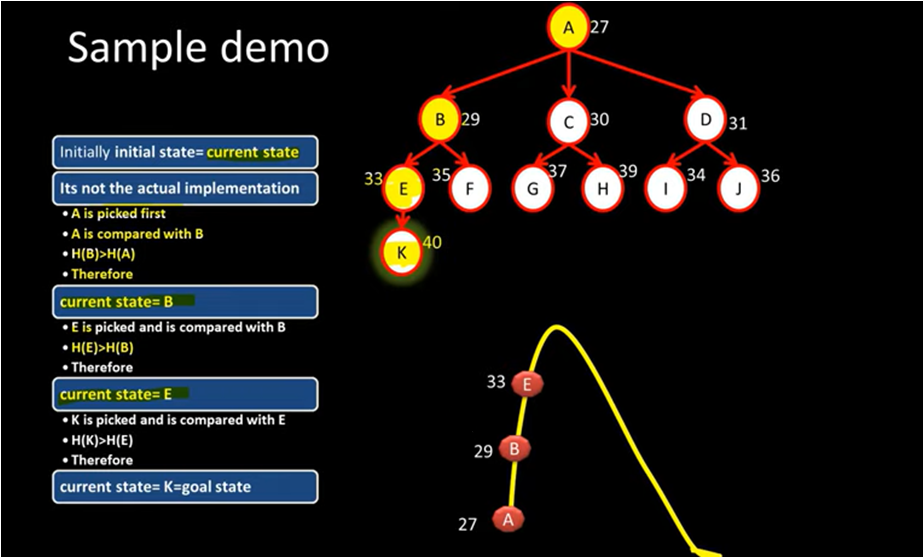 Sample demo
Initially initial state= current state
Its not the actual implementation
• A is picked first
• A is compared with B
• H(B)>H(A)
• Therefore
current state= B
• E is picked and is compared with B
• H(E)>H(B)
• Therefore
current state= E
• K is picked and is compared with E
• H(K)>H(E)
• Therefore
current state= K=goal state
A 27
B 29
C 30
D 31
33 E
35 F
G 37
H 39
I 34
J 36
K 40
33 E
29 B
27 A